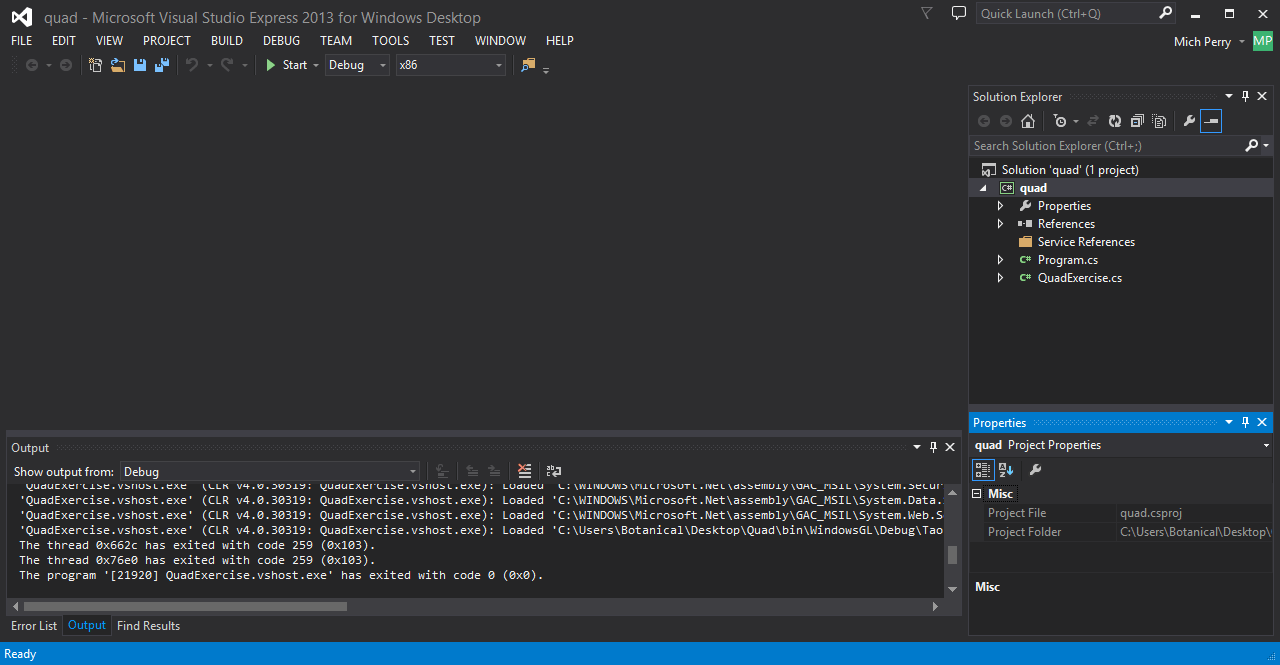 quad - Microsoft Visual Studio Express 2013 for Windows Desktop
Quick Launch (Ctrl+Q)
FILE EDIT VIEW PROJECT BUILD DEBUG TEAM TOOLS TEST WINDOW HELP
Mich Perry MP
Start Debug x86
Solution Explorer
Search Solution Explorer (Ctrl+;)
Solution 'quad' (1 project)
C# quad
Properties
References
Service References
C# Program.cs
C# QuadExercise.cs
Output
Show output from: Debug
'QuadExercise.vshost.exe' (CLR v4.0.30319: QuadExercise.vshost.exe): Loaded 'C:\WINDOWS\Microsoft.Net\assembly\GAC_MSIL\System.Secur
'QuadExercise.vshost.exe' (CLR v4.0.30319: QuadExercise.vshost.exe): Loaded 'C:\WINDOWS\Microsoft.Net\assembly\GAC_MSIL\System.Data.
'QuadExercise.vshost.exe' (CLR v4.0.30319: QuadExercise.vshost.exe): Loaded 'C:\WINDOWS\Microsoft.Net\assembly\GAC_MSIL\System.Web.S
'QuadExercise.vshost.exe' (CLR v4.0.30319: QuadExercise.vshost.exe): Loaded 'C:\Users\Botanical\Desktop\Quad\bin\WindowsGL\Debug\Tao
The thread 0x662c has exited with code 259 (0x103).
The thread 0x76e0 has exited with code 259 (0x103).
The program '[21920] QuadExercise.vshost.exe' has exited with code 0 (0x0).
Error List Output Find Results
Properties
quad Project Properties
Misc
Project File quad.csproj
Project Folder C:\Users\Botanical\Desktop\
Misc
Ready